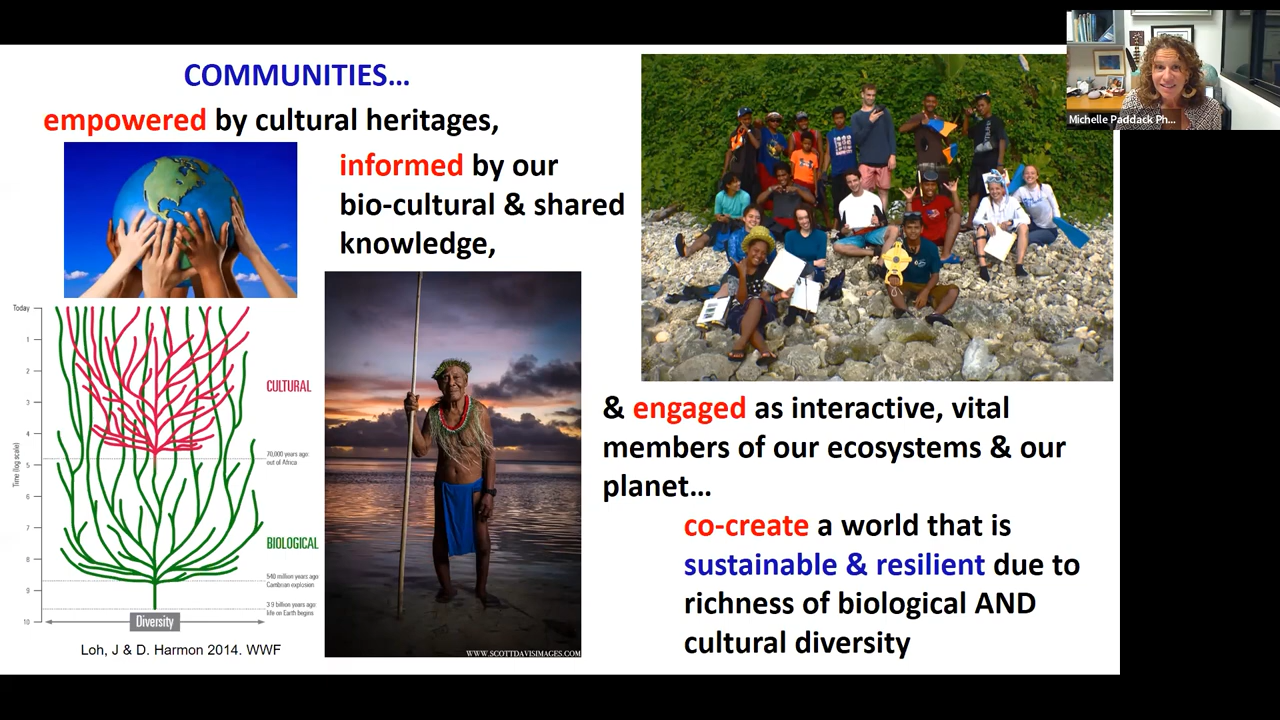 COMMUNITIES…
empowered by cultural heritages,
informed by our
bio-cultural & shared
knowledge,
Today
1
2
3
4
5
6
7
8
9
10
Time (log scale)
CULTURAL
70,000 years ago:
out of Africa
BIOLOGICAL
540 million years ago:
Cambrian explosion
3.9 billion years ago:
life on Earth begins
Diversity
Loh, J & D. Harmon 2014. WWF
WWW.SCOTTDAVISIMAGES.COM
& engaged as interactive, vital
members of our ecosystems & our
planet…
co-create a world that is
sustainable & resilient due to
richness of biological AND
cultural diversity
Michelle Paddack Ph...